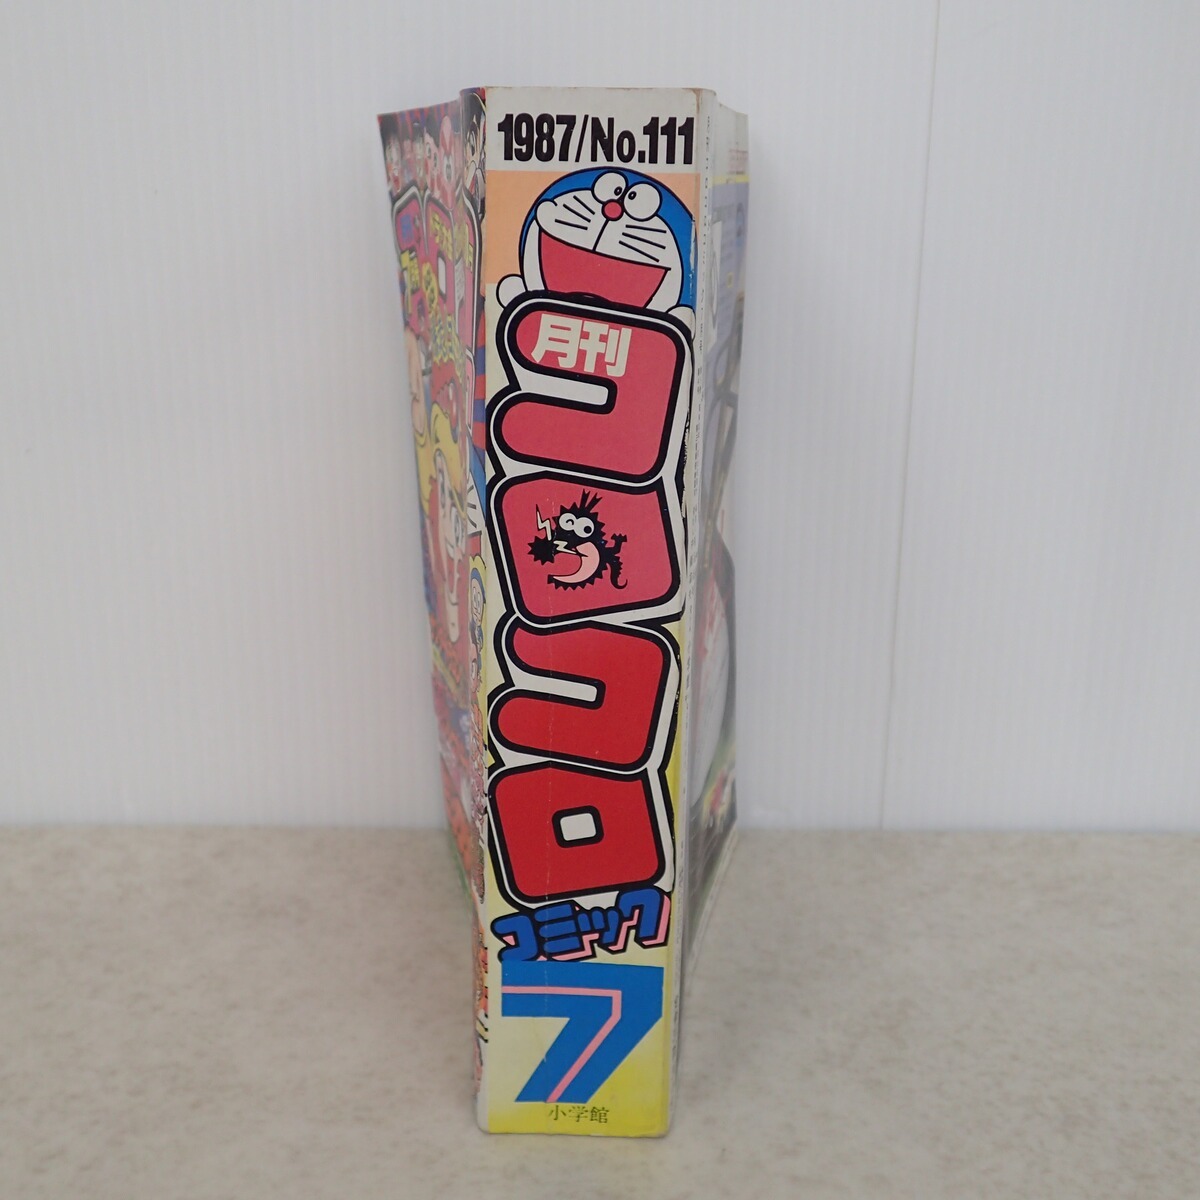 1987/No.111
月刊
コロコロ
コミック
7
小学館